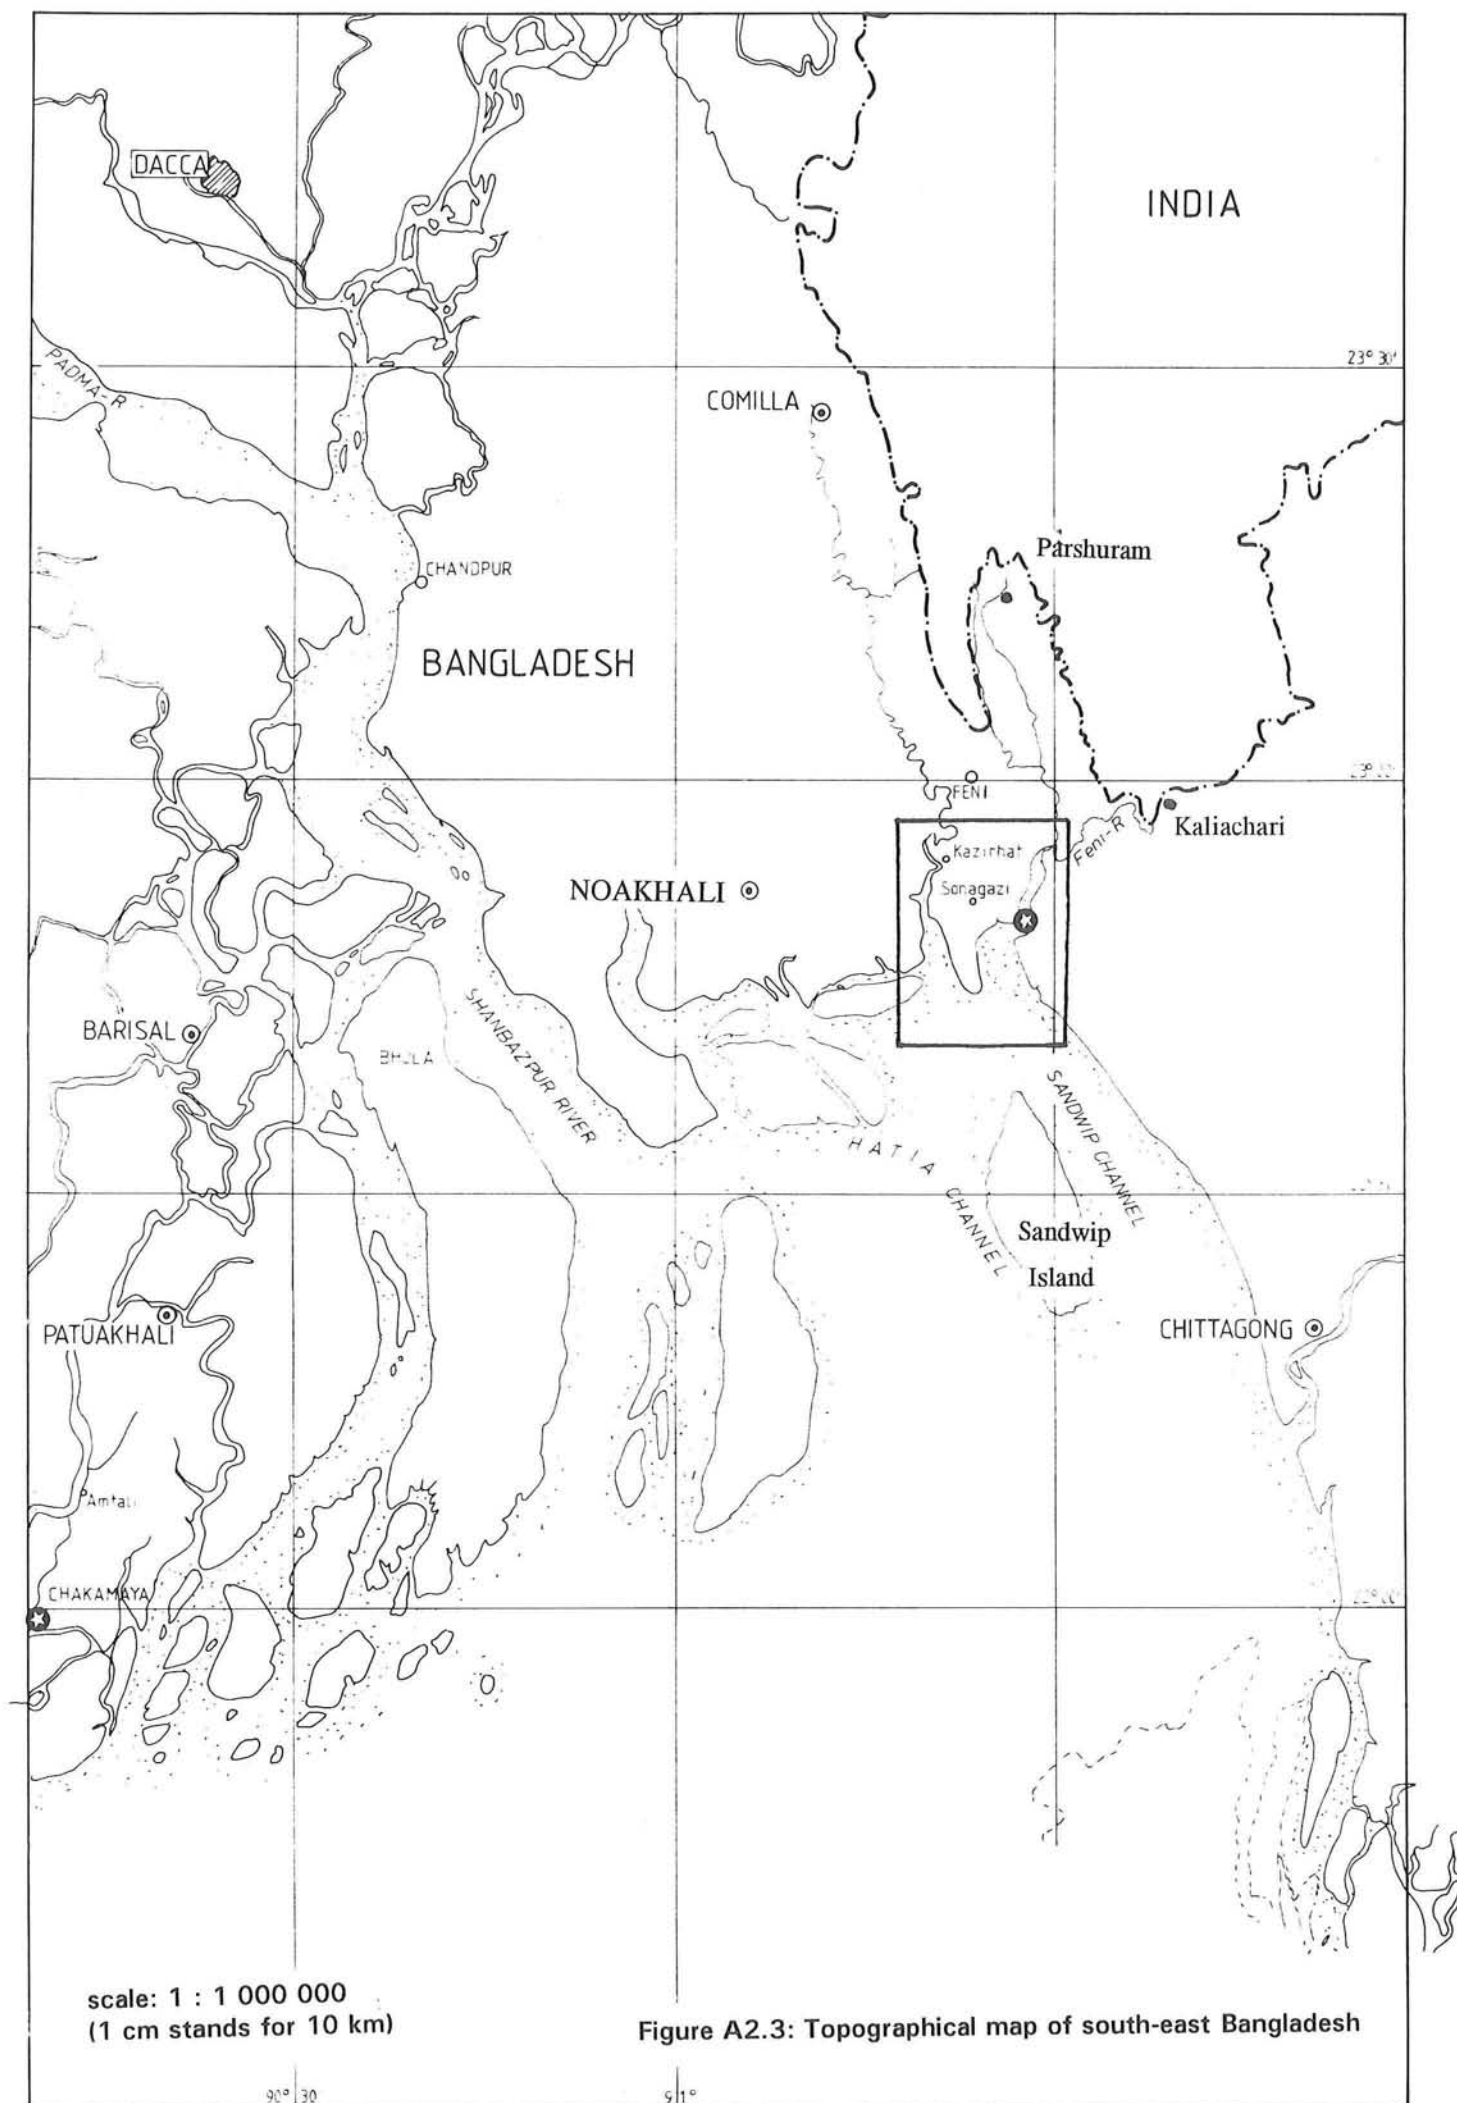 DACCA
INDIA
PADMA-R
23° 30'
COMILLA
Parshuram
CHANDPUR
BANGLADESH
FENI
Kaliachari
Feni-R
Kazirhat
Sonagazi
NOAKHALI
SHANBAZPUR RIVER
BARISAL
BHOLA
SANDWIP CHANNEL
HATIA CHANNEL
Sandwip
Island
PATUAKHALI
CHITTAGONG
Amtali
CHAKAMAYA
scale: 1 : 1 000 000
(1 cm stands for 10 km)
Figure A2.3: Topographical map of south-east Bangladesh
90° 30
91°